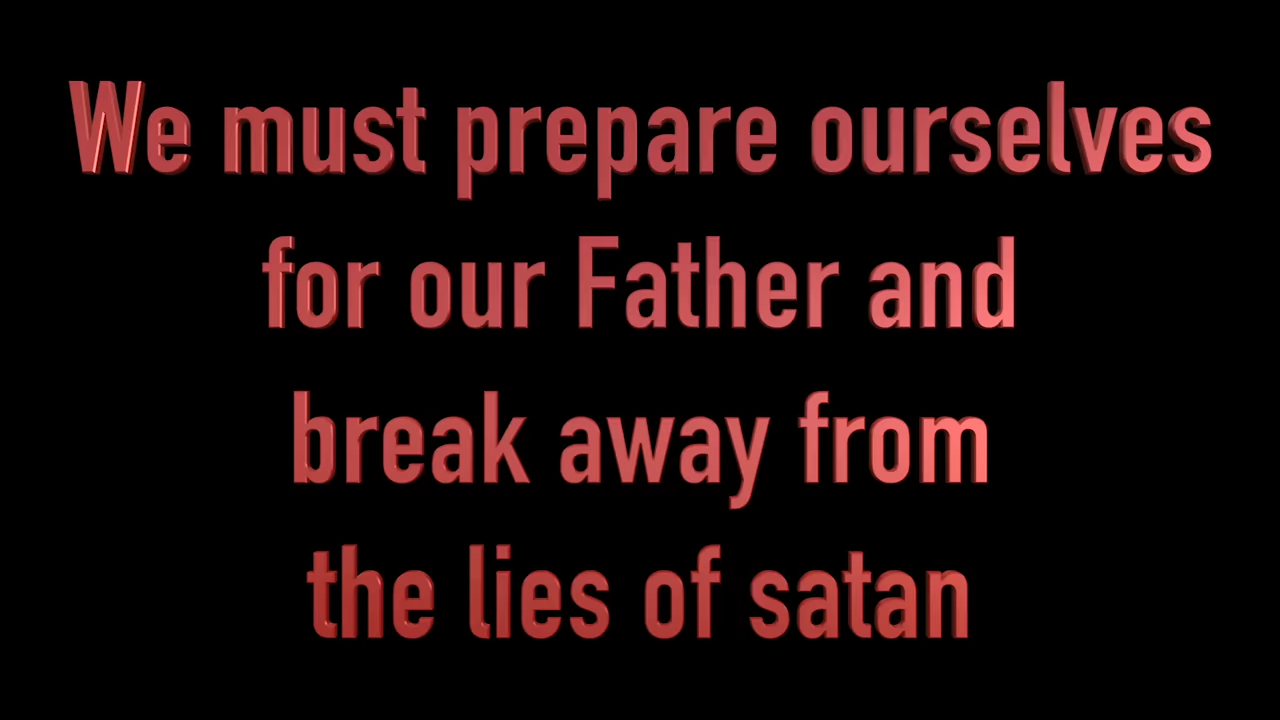 We must prepare ourselves
for our Father and
break away from
the lies of satan